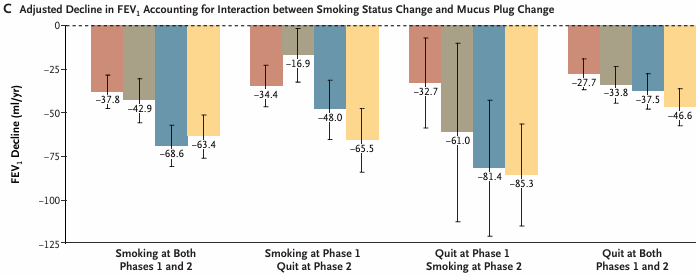 C Adjusted Decline in FEV1 Accounting for Interaction between Smoking Status Change and Mucus Plug Change
FEV1 Decline (ml/yr)
0
−25
−50
−75
−100
−125
−37.8
−42.9
−68.6
−63.4
−34.4
−16.9
−48.0
−65.5
−32.7
−61.0
−81.4
−85.3
−27.7
−33.8
−37.5
−46.6
Smoking at Both
Phases 1 and 2
Smoking at Phase 1
Quit at Phase 2
Quit at Phase 1
Smoking at Phase 2
Quit at Both
Phases 1 and 2